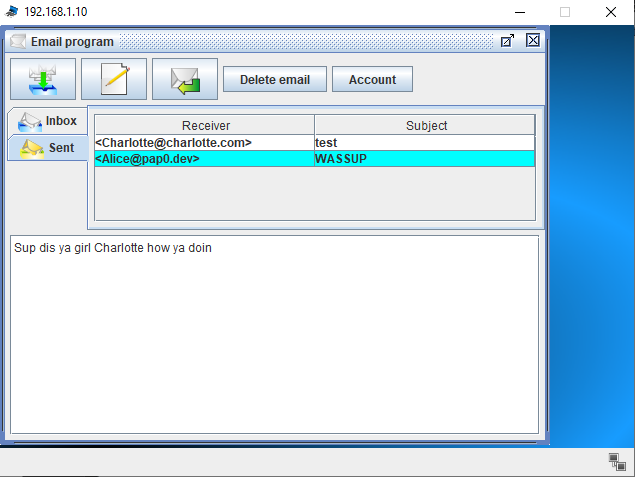 192.168.1.10
Email program
Delete email
Account
Inbox
Sent
Receiver Subject
<Charlotte@charlotte.com> test
<Alice@pap0.dev> WASSUP
Sup dis ya girl Charlotte how ya doin